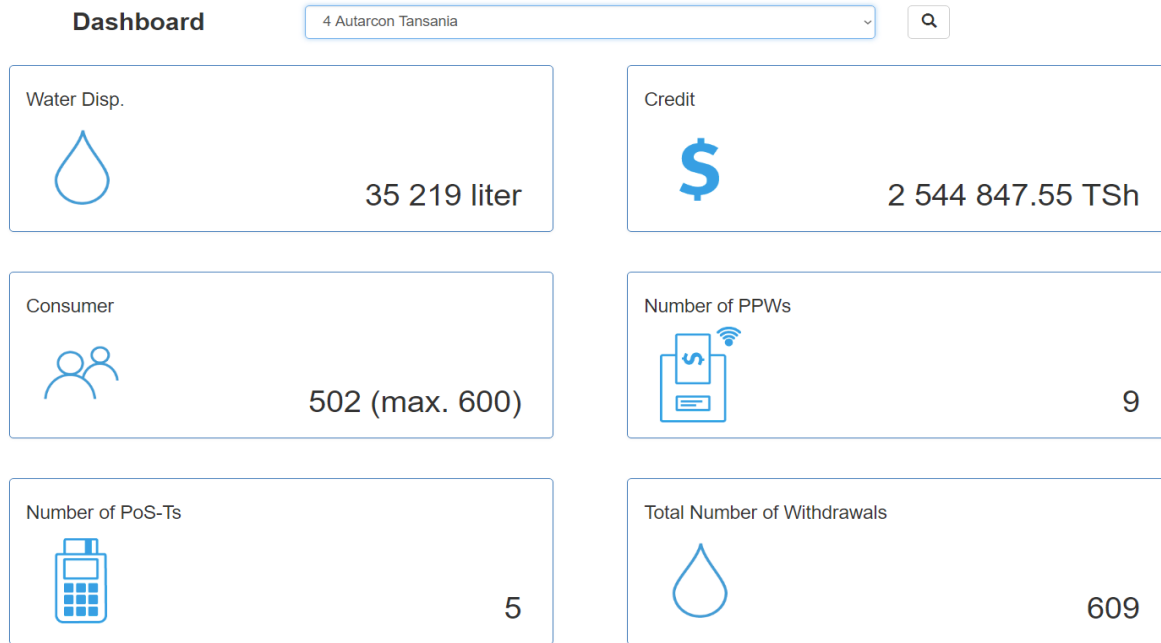 Dashboard
4 Autarcon Tansania
Water Disp.
35 219 liter
Credit
$
2 544 847.55 TSh
Consumer
502 (max. 600)
Number of PPWs
$
9
Number of PoS-Ts
5
Total Number of Withdrawals
609